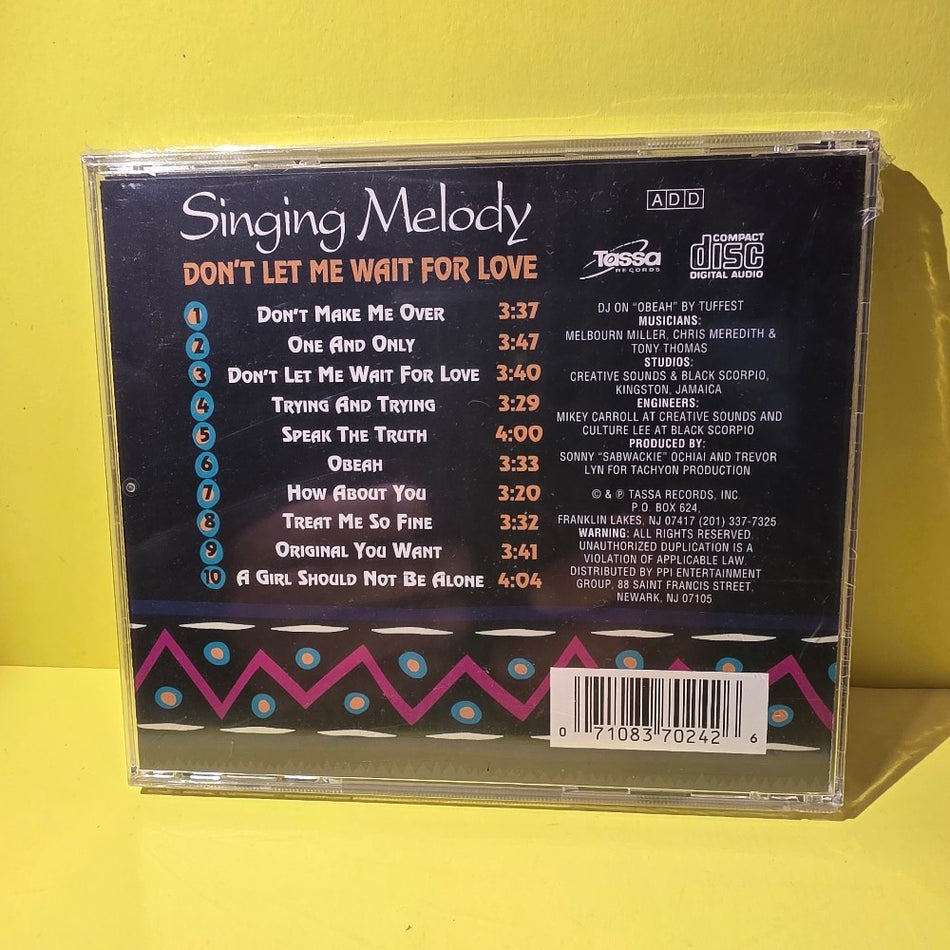 Singing Melody
DON'T LET ME WAIT FOR LOVE
1 DON'T MAKE ME OVER 3:37
2 ONE AND ONLY 3:47
3 DON'T LET ME WAIT FOR LOVE 3:40
4 TRYING AND TRYING 3:29
5 SPEAK THE TRUTH 4:00
6 OBEAH 3:33
7 HOW ABOUT YOU 3:20
8 TREAT ME SO FINE 3:32
9 ORIGINAL YOU WANT 3:41
10 A GIRL SHOULD NOT BE ALONE 4:04
ADD
Tassa
RECORDS
COMPACT
disc
DIGITAL AUDIO
DJ ON "OBEAH" BY TUFFEST
MUSICIANS:
MELBOURN MILLER, CHRIS MEREDITH &
TONY THOMAS
STUDIOS:
CREATIVE SOUNDS & BLACK SCORPIO,
KINGSTON, JAMAICA
ENGINEERS:
MIKEY CARROLL AT CREATIVE SOUNDS AND
CULTURE LEE AT BLACK SCORPIO
PRODUCED BY:
SONNY "SABWACKIE" OCHIAI AND TREVOR
LYN FOR TACHYON PRODUCTION
© & ℗ TASSA RECORDS, INC.
P.O. BOX 624,
FRANKLIN LAKES, NJ 07417 (201) 337-7325
WARNING: ALL RIGHTS RESERVED.
UNAUTHORIZED DUPLICATION IS A
VIOLATION OF APPLICABLE LAW.
DISTRIBUTED BY PPI ENTERTAINMENT
GROUP, 88 SAINT FRANCIS STREET,
NEWARK, NJ 07105
0 71083 70242 6